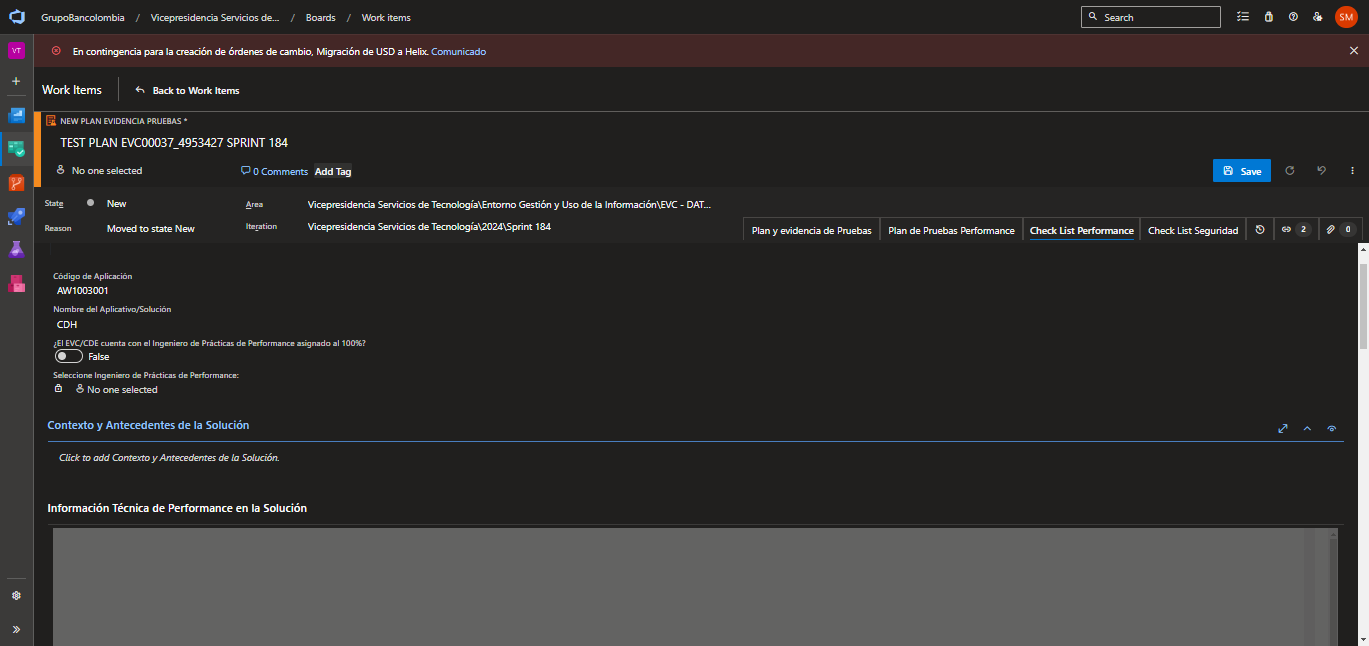 GrupoBancolombia / Vicepresidencia Servicios de... / Boards / Work items
Search
SM
VT
En contingencia para la creación de órdenes de cambio, Migración de USD a Helix. Comunicado
Work Items
Back to Work Items
NEW PLAN EVIDENCIA PRUEBAS *
TEST PLAN EVC00037_4953427 SPRINT 184
No one selected
0 Comments
Add Tag
Save
State
New
Area
Vicepresidencia Servicios de Tecnología\Entorno Gestión y Uso de la Información\EVC - DAT...
Reason
Moved to state New
Iteration
Vicepresidencia Servicios de Tecnología\2024\Sprint 184
Plan y evidencia de Pruebas
Plan de Pruebas Performance
Check List Performance
Check List Seguridad
2
0
Código de Aplicación
AW1003001
Nombre del Aplicativo/Solución
CDH
¿El EVC/CDE cuenta con el Ingeniero de Prácticas de Performance asignado al 100%?
False
Seleccione Ingeniero de Prácticas de Performance:
No one selected
Contexto y Antecedentes de la Solución
Click to add Contexto y Antecedentes de la Solución.
Información Técnica de Performance en la Solución